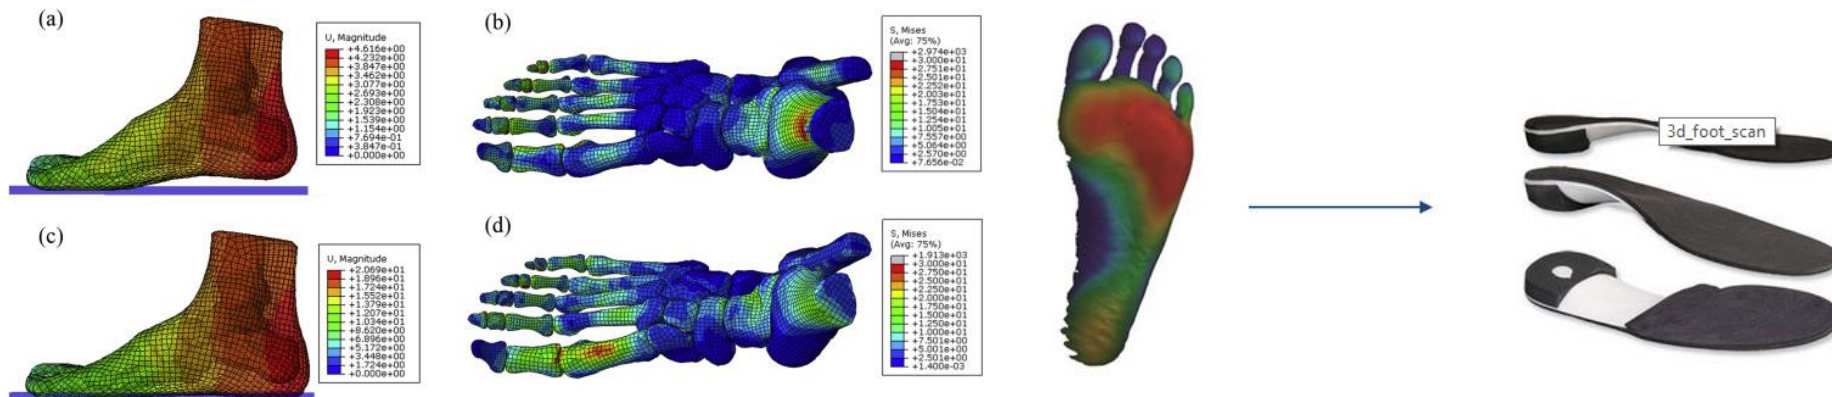 (a)
U, Magnitude
+4.616e+00
+4.232e+00
+3.847e+00
+3.462e+00
+3.077e+00
+2.693e+00
+2.308e+00
+1.923e+00
+1.539e+00
+1.154e+00
+7.694e-01
+3.847e-01
+0.000e+00
(b)
S, Mises
(Avg: 75%)
+2.974e+03
+3.000e+01
+2.751e+01
+2.501e+01
+2.252e+01
+2.003e+01
+1.753e+01
+1.504e+01
+1.254e+01
+1.005e+01
+7.557e+00
+5.064e+00
+2.570e+00
+7.656e-02
(c)
U, Magnitude
+2.069e+01
+1.896e+01
+1.724e+01
+1.552e+01
+1.379e+01
+1.207e+01
+1.034e+01
+8.620e+00
+6.896e+00
+5.172e+00
+3.448e+00
+1.724e+00
+0.000e+00
(d)
S, Mises
(Avg: 75%)
+1.913e+03
+3.000e+01
+2.750e+01
+2.500e+01
+2.250e+01
+2.000e+01
+1.750e+01
+1.500e+01
+1.250e+01
+1.000e+01
+7.501e+00
+5.001e+00
+2.501e+00
+1.400e-03
3d_foot_scan